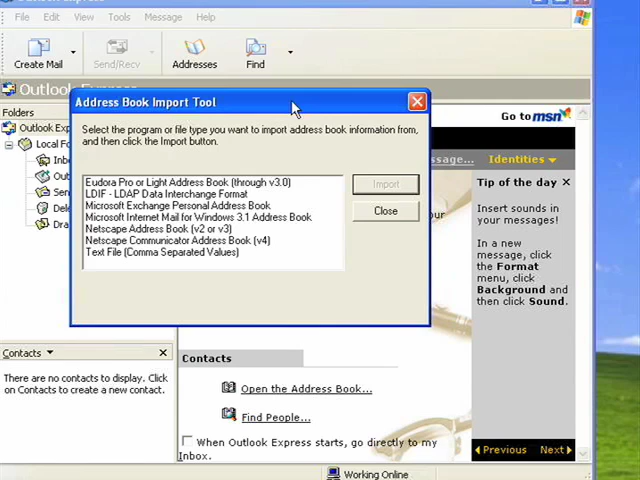 File Edit View Tools Message Help
Create Mail Send/Recv Addresses Find
Outlook Express
Address Book Import Tool
Go to msn
Folders
Select the program or file type you want to import address book information from,
and then click the Import button.
Outlook Exp
Local Fo
Inb
Out
Sen
Del
Dra
Eudora Pro or Light Address Book (through v3.0)
LDIF - LDAP Data Interchange Format
Microsoft Exchange Personal Address Book
Microsoft Internet Mail for Windows 3.1 Address Book
Netscape Address Book (v2 or v3)
Netscape Communicator Address Book (v4)
Text File (Comma Separated Values)
Import
Close
ssage... Identities
Tip of the day
Insert sounds in
your messages!
In a new
message, click
the Format
menu,
Background and
then click Sound.
Previous Next
Contacts
There are no contacts to display. Click
on Contacts to create a new contact.
Contacts
Open the Address Book...
Find People...
When Outlook Express starts, go directly to my
Inbox.
Working Online